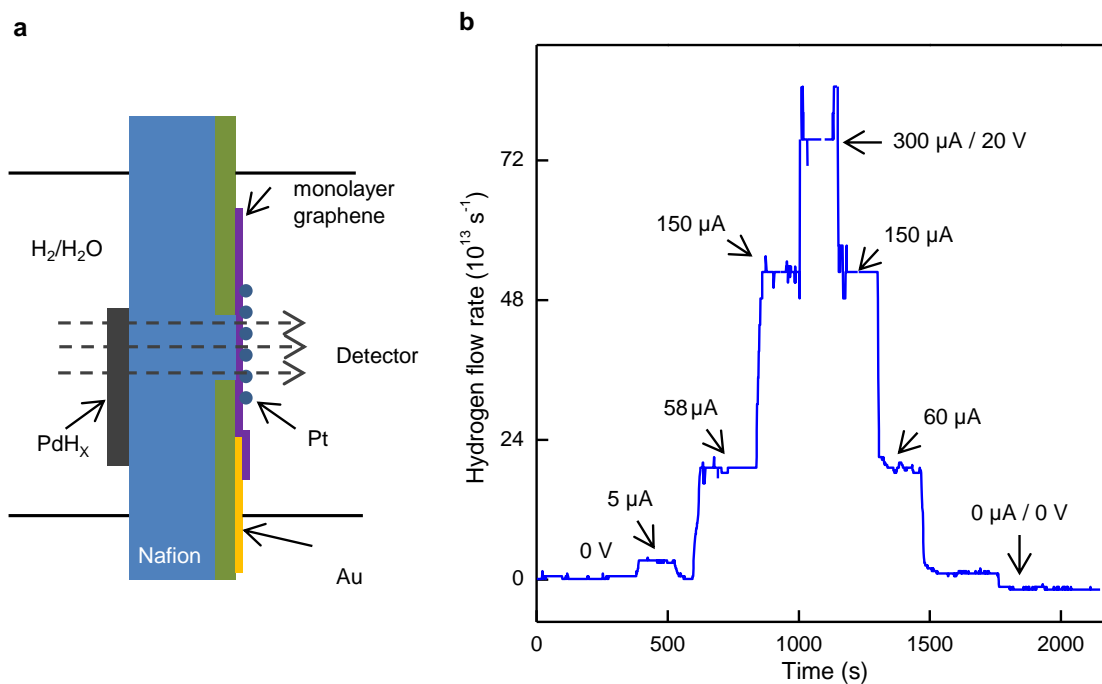 a
monolayer
graphene
H₂/H₂O
Detector
PdHₓ
Pt
Nafion
Au
b
Hydrogen flow rate (10¹³ s⁻¹)
72
48
24
0
300 µA / 20 V
150 µA
150 µA
58 µA
60 µA
5 µA
0 V
0 µA / 0 V
0
500
1000
1500
2000
Time (s)